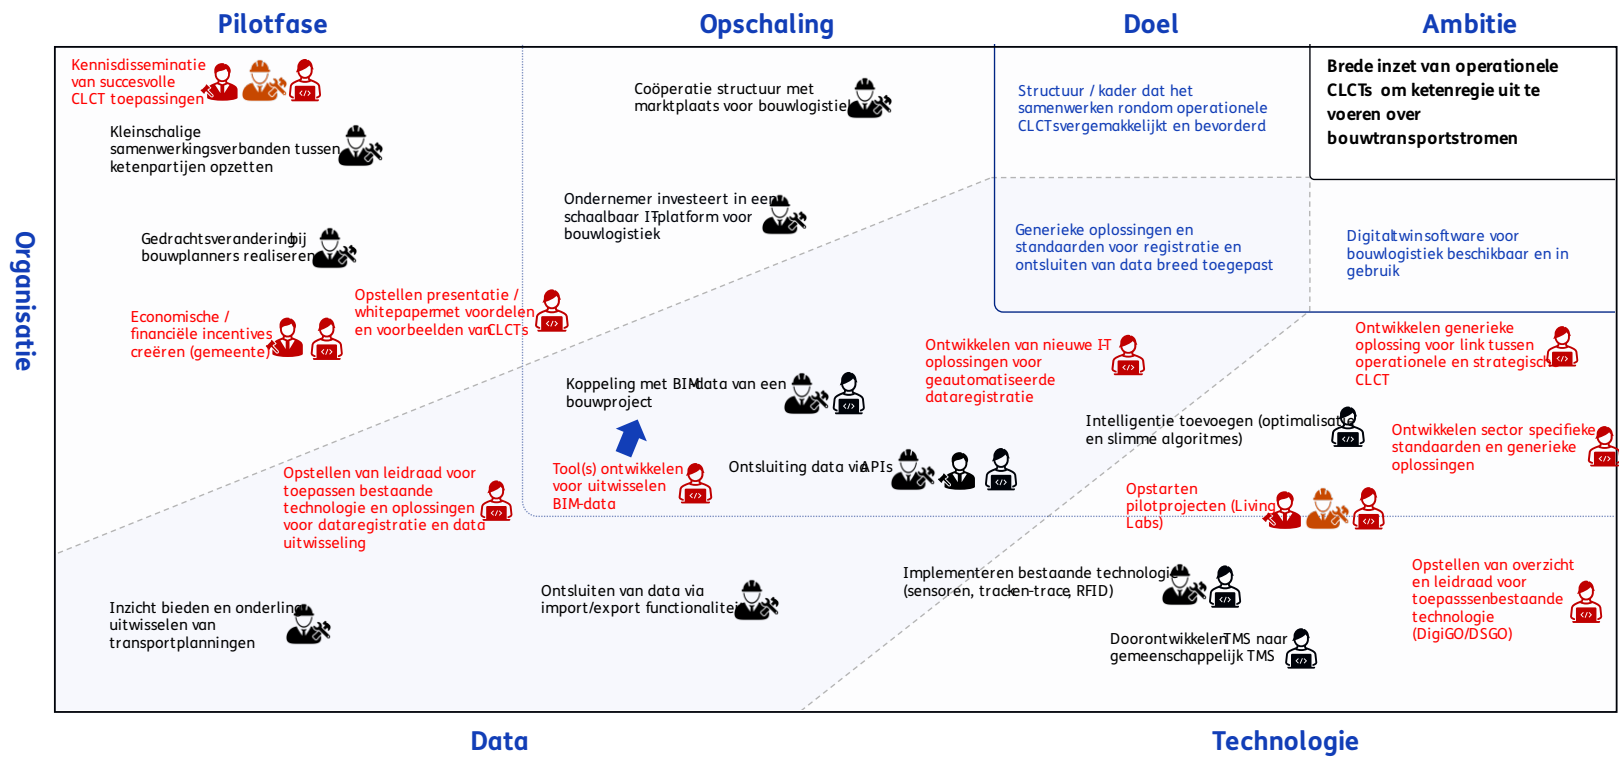 Pilotfase
Opschaling
Doel
Ambitie
Kennisdisseminatie
van succesvolle
CLCT toepassingen
Kleinschalige
samenwerkingsverbanden tussen
ketenpartijen opzetten
Gedrachtsverandering bij
bouwplanners realiseren
Economische /
financiële incentives
creëren (gemeente)
Opstellen presentatie /
whitepaper met voordelen
en voorbeelden van CLCTs
Coöperatie structuur met
marktplaats voor bouwlogistiek
Ondernemer investeert in een
schaalbaar IT-platform voor
bouwlogistiek
Structuur / kader dat het
samenwerken rondom operationele
CLCTs vergemakkelijkt en bevorderd
Brede inzet van operationele
CLCTs om ketenregie uit te
voeren over
bouwtransportstromen
Generieke oplossingen en
standaarden voor registratie en
ontsluiten van data breed toegepast
Digital twin software voor
bouwlogistiek beschikbaar en in
gebruik
Organisatie
Koppeling met BIM-data van een
bouwproject
Ontwikkelen van nieuwe IT-
oplossingen voor
geautomatiseerde
dataregistratie
Ontwikkelen generieke
oplossing voor link tussen
operationele en strategische
CLCT
Intelligentie toevoegen (optimalisatie
en slimme algoritmes)
Ontwikkelen sector specifieke
standaarden en generieke
oplossingen
Opstellen van leidraad voor
toepassen bestaande
technologie en oplossingen
voor dataregistratie en data
uitwisseling
Tool(s) ontwikkelen
voor uitwisselen
BIM-data
Ontsluiting data via APIs
Opstarten
pilotprojecten (Living
Labs)
Inzicht bieden en onderling
uitwisselen van
transportplanningen
Ontsluiten van data via
import/export functionaliteit
Implementeren bestaande technologie
(sensoren, track-en-trace, RFID)
Doorontwikkelen TMS naar
gemeenschappelijk TMS
Opstellen van overzicht
en leidraad voor
toepasssen bestaande
technologie
(DigiGO/DSGO)
Data
Technologie